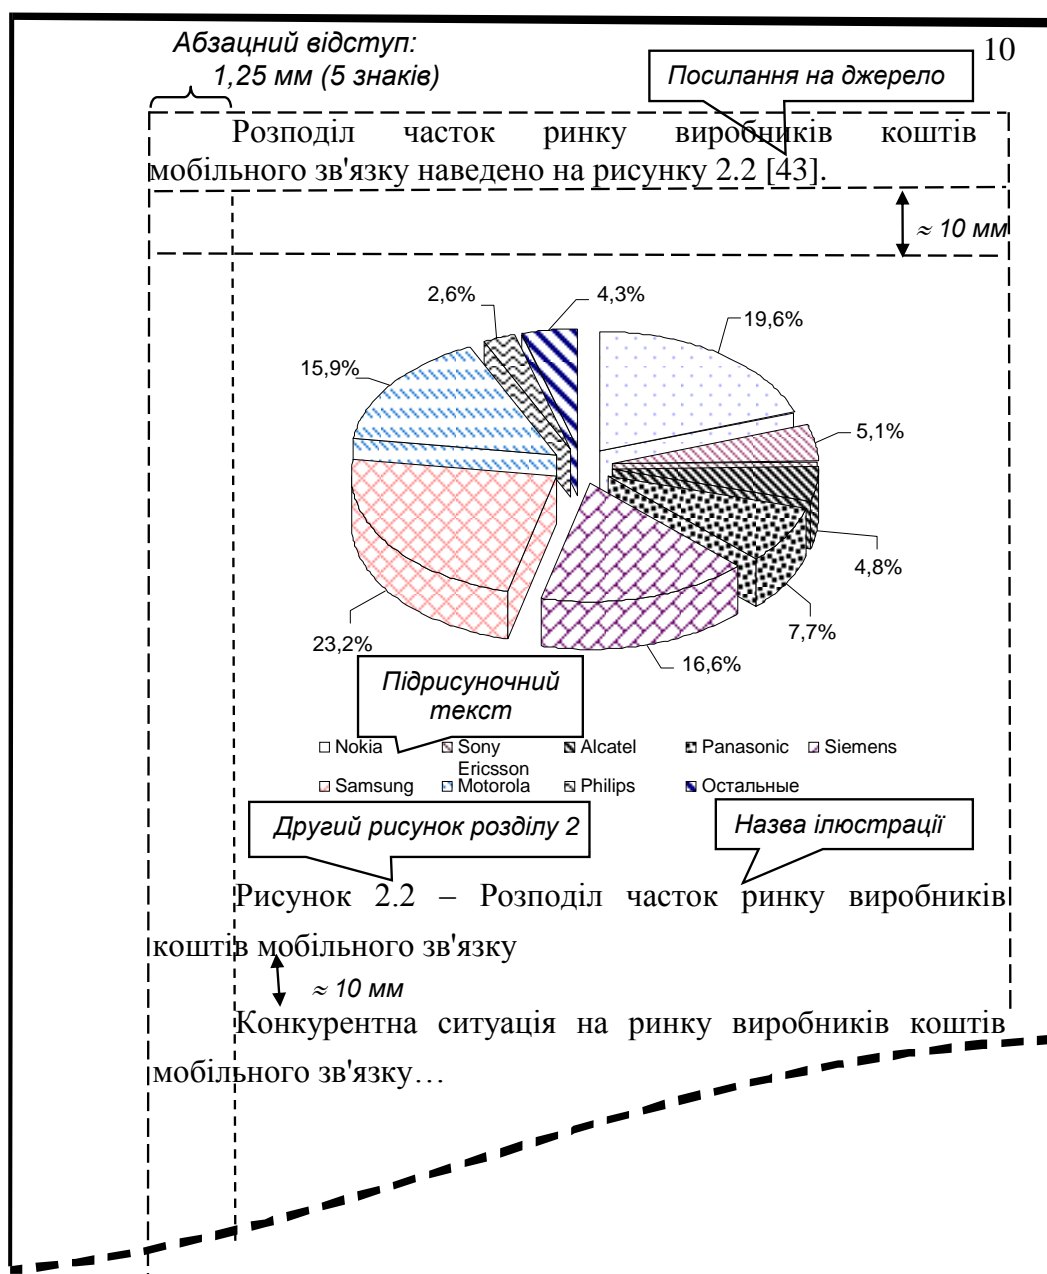 Абзацний відступ:
1,25 мм (5 знаків)
10
Посилання на джерело
Розподіл часток ринку виробників коштів
мобільного зв'язку наведено на рисунку 2.2 [43].
≈ 10 мм
2,6%
4,3%
19,6%
15,9%
5,1%
4,8%
7,7%
23,2%
16,6%
Підрисуночний
текст
Nokia
Sony
Ericsson
Alcatel
Panasonic
Siemens
Samsung
Motorola
Philips
Остальные
Другий рисунок розділу 2
Назва ілюстрації
Рисунок 2.2 – Розподіл часток ринку виробників
коштів мобільного зв'язку
≈ 10 мм
Конкурентна ситуація на ринку виробників коштів
мобільного зв'язку…